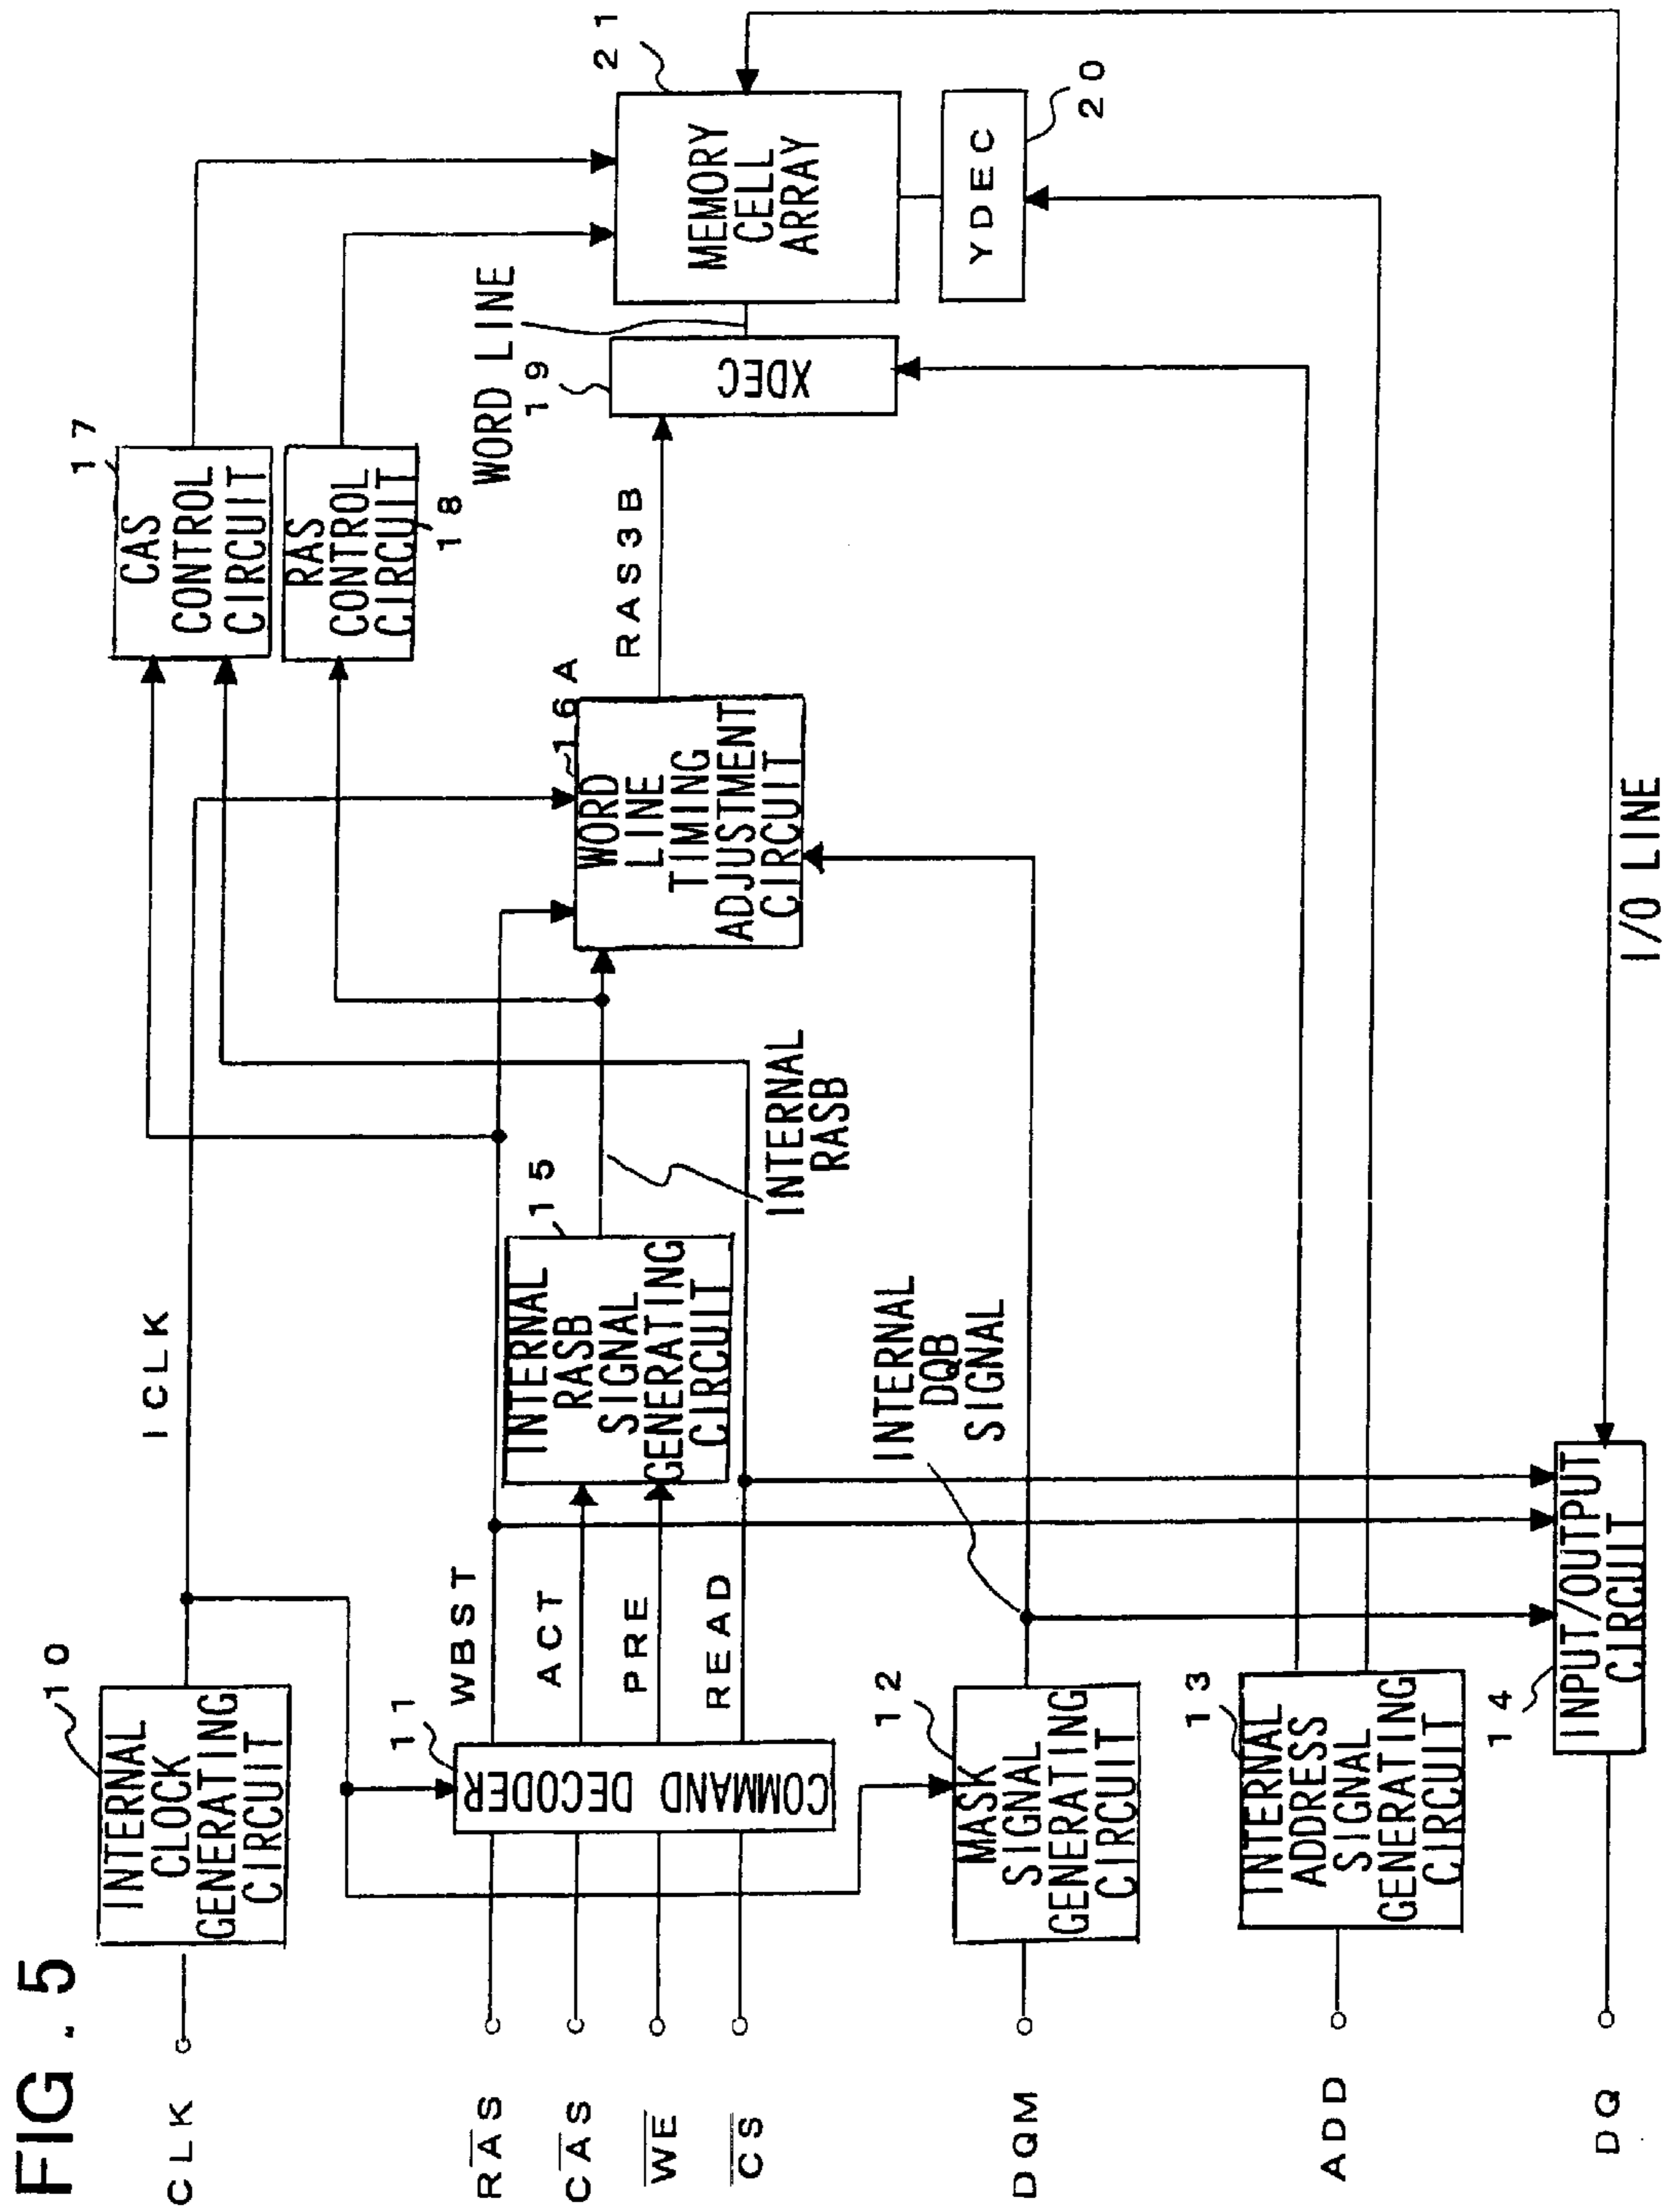 FIG. 5
CLK
INTERNAL
CLOCK
GENERATING
CIRCUIT
10
ICLK
CAS
CONTROL
CIRCUIT
17
RAS
CONTROL
CIRCUIT
18
RAS
CAS
WE
CS
COMMAND DECODER
11
WBST
ACT
PRE
READ
INTERNAL
RASB
SIGNAL
GENERATING
CIRCUIT
15
INTERNAL
RASB
WORD
LINE
TIMING
ADJUSTMENT
CIRCUIT
16A
RAS3B
WORD LINE
XDEC
19
MEMORY
CELL
ARRAY
21
YDEC
20
DQM
MASK
SIGNAL
GENERATING
CIRCUIT
12
INTERNAL
DQB
SIGNAL
ADD
INTERNAL
ADDRESS
SIGNAL
GENERATING
CIRCUIT
13
DQ
INPUT/OUTPUT
CIRCUIT
14
I/O LINE